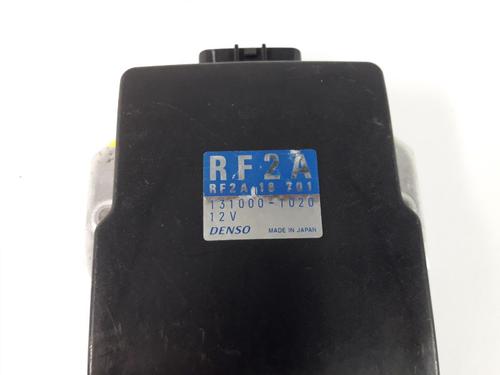 RF2A
RF2A 18 701
131000-1020
12V
DENSO MADE IN JAPAN